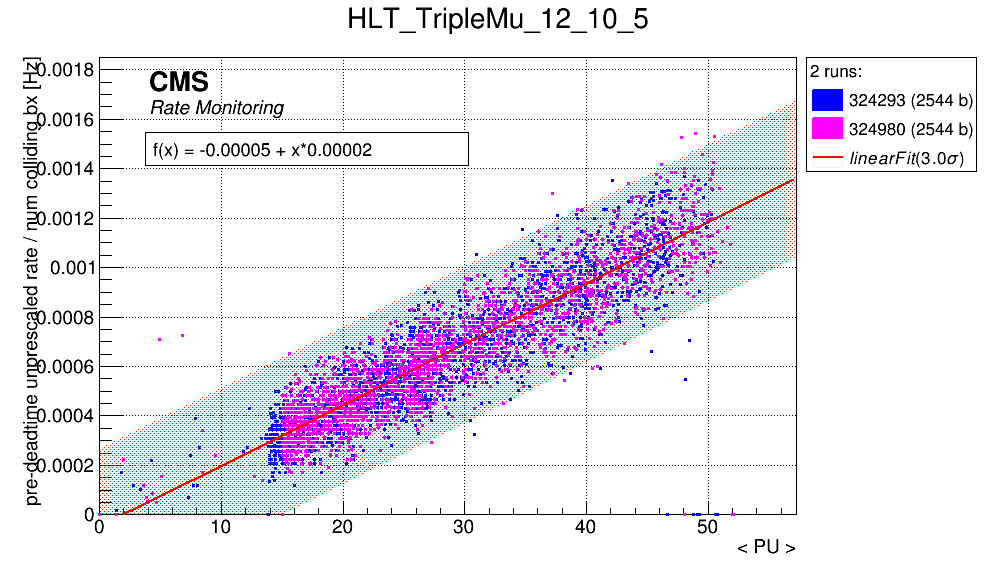 HLT_TripleMu_12_10_5
pre-deadtime unprescaled rate / num colliding bx [Hz]
0.0018
0.0016
0.0014
0.0012
0.001
0.0008
0.0006
0.0004
0.0002
0
CMS
Rate Monitoring
f(x) = -0.00005 + x*0.00002
0 10 20 30 40 50
< PU >
2 runs:
324293 (2544 b)
324980 (2544 b)
linearFit(3.0σ)